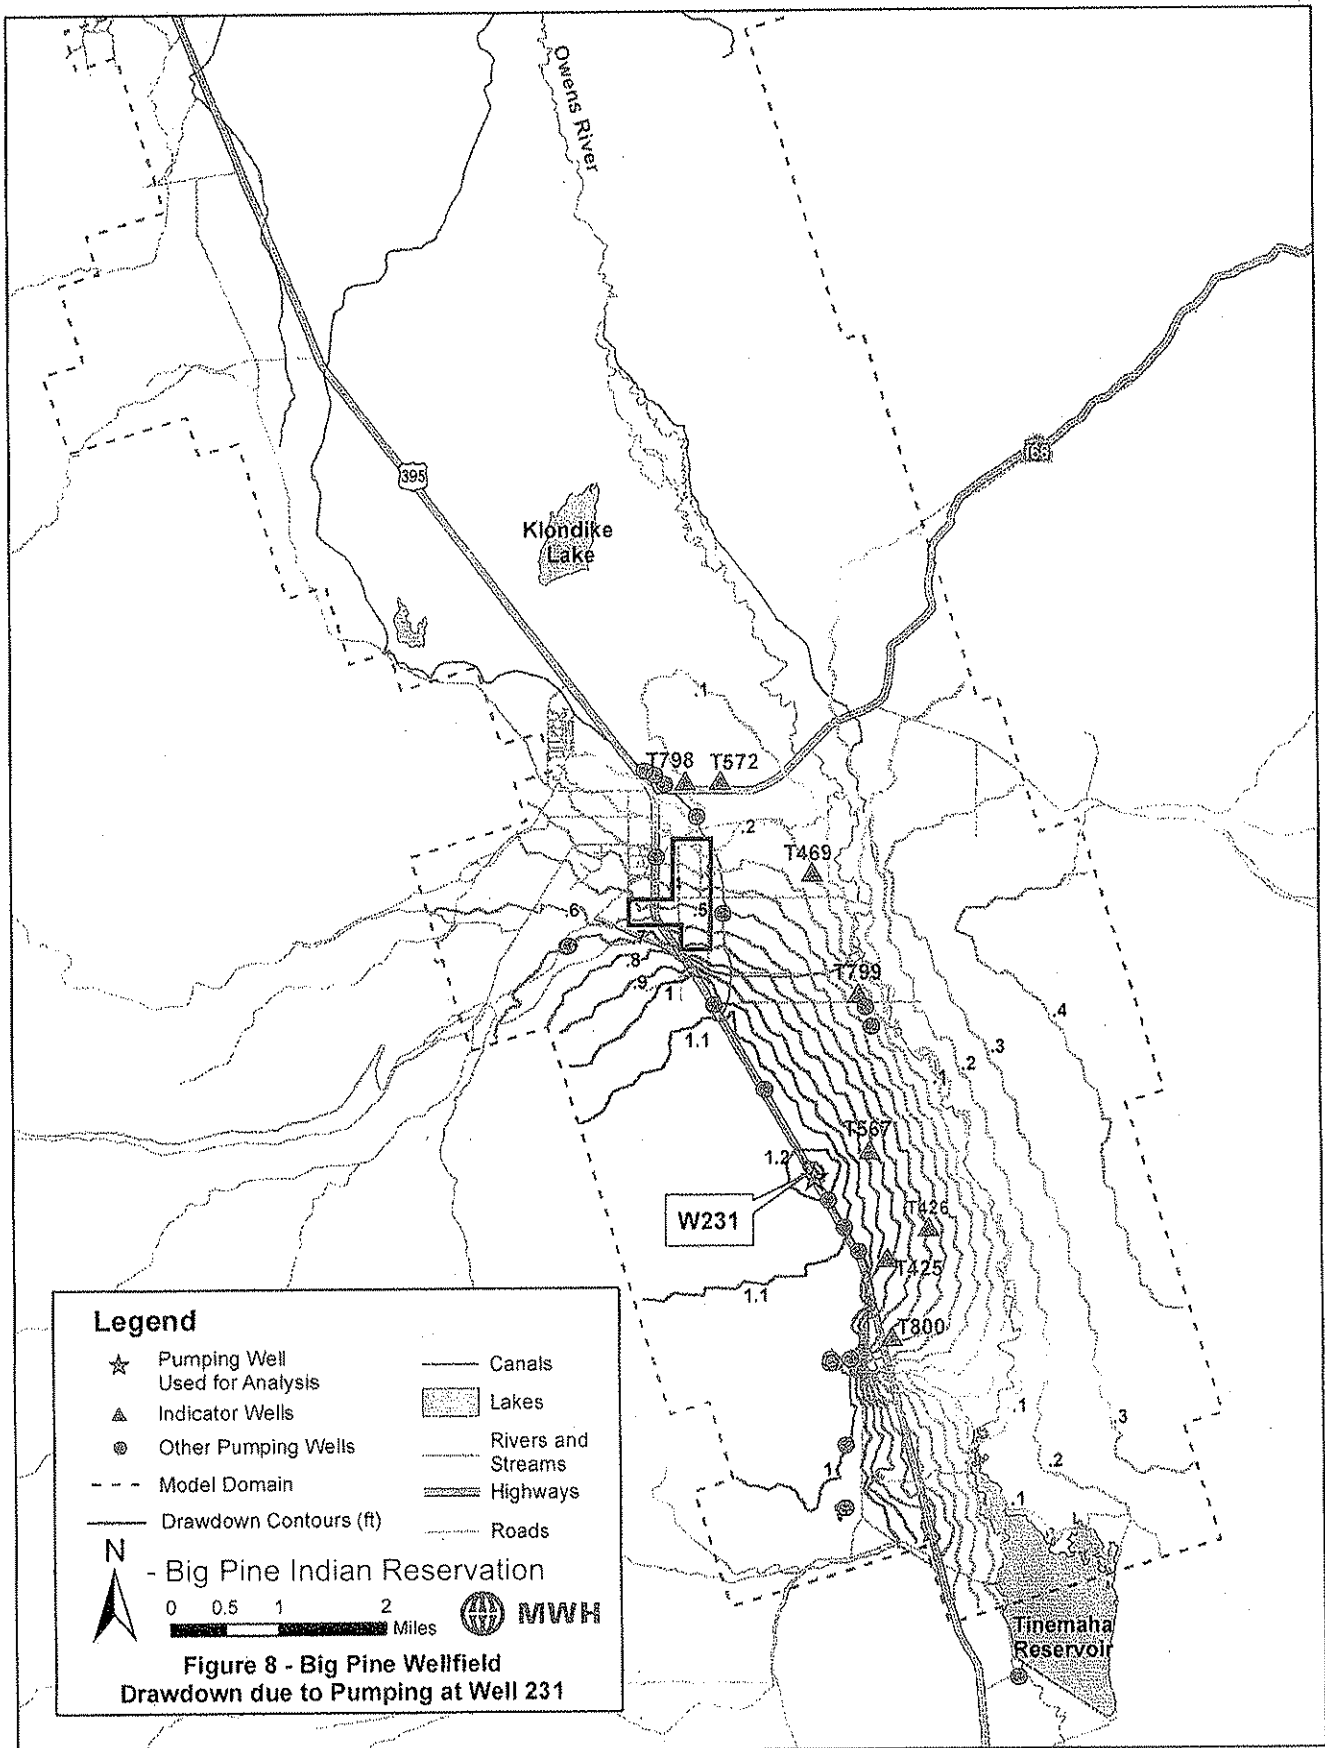 Owens River
168
395
Klondike
Lake
.1
T798
T572
.2
T469
.6
.5
.7
.8
T799
.9
1
.4
1
1.1
.3
.2
.1
T567
1.2
W231
T426
T425
1.1
T800
.1
.3
.2
1
.1
Tinemaha
Reservoir
Legend
Pumping Well
Used for Analysis
Indicator Wells
Other Pumping Wells
Model Domain
Drawdown Contours (ft)
Canals
Lakes
Rivers and
Streams
Highways
Roads
N
- Big Pine Indian Reservation
0 0.5 1 2
Miles
MWH
Figure 8 - Big Pine Wellfield
Drawdown due to Pumping at Well 231